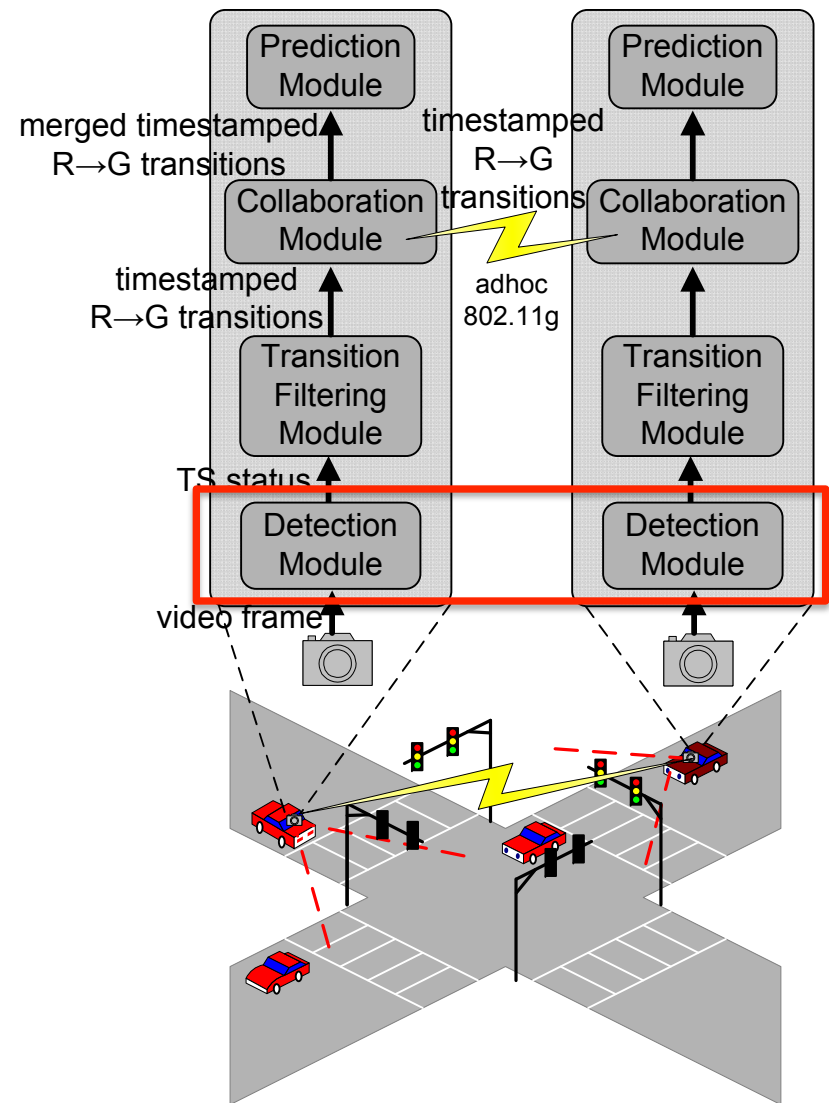 Prediction
Module
Prediction
Module
merged timestamped
R→G transitions
timestamped
R→G
transitions
Collaboration
Module
Collaboration
Module
adhoc
802.11g
timestamped
R→G transitions
Transition
Filtering
Module
Transition
Filtering
Module
TS status
Detection
Module
Detection
Module
video frame